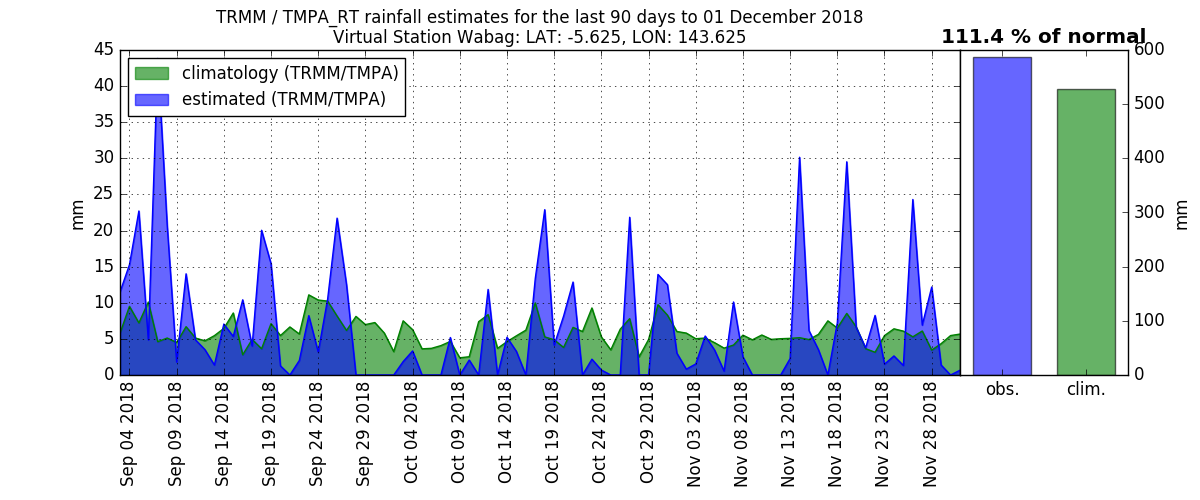 TRMM / TMPA_RT rainfall estimates for the last 90 days to 01 December 2018
Virtual Station Wabag: LAT: -5.625, LON: 143.625
111.4 % of normal
climatology (TRMM/TMPA)
estimated (TRMM/TMPA)
45
40
35
30
25
20
15
10
5
0
mm
Sep 04 2018
Sep 09 2018
Sep 14 2018
Sep 19 2018
Sep 24 2018
Sep 29 2018
Oct 04 2018
Oct 09 2018
Oct 14 2018
Oct 19 2018
Oct 24 2018
Oct 29 2018
Nov 03 2018
Nov 08 2018
Nov 13 2018
Nov 18 2018
Nov 23 2018
Nov 28 2018
600
500
400
300
200
100
0
mm
obs.
clim.